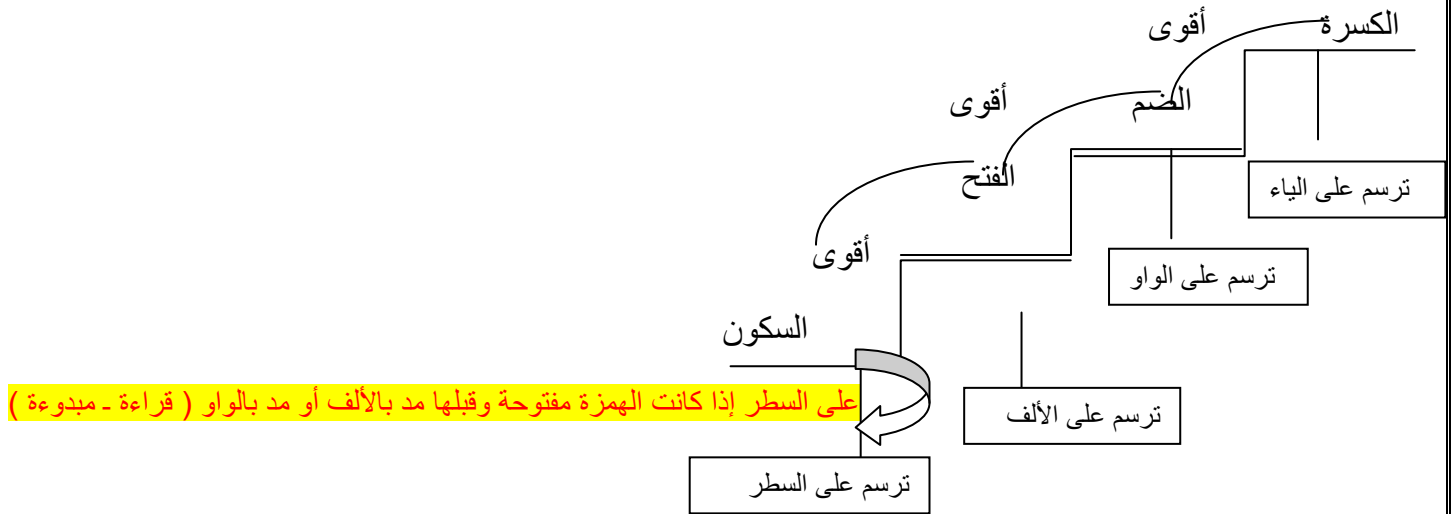 الكسرة
أقوى
الضم
أقوى
ترسم على الياء
الفتح
أقوى
ترسم على الواو
السكون
على السطر إذا كانت الهمزة مفتوحة وقبلها مد بالألف أو مد بالواو ( قراءة ـ مبدوءة )
ترسم على الألف
ترسم على السطر